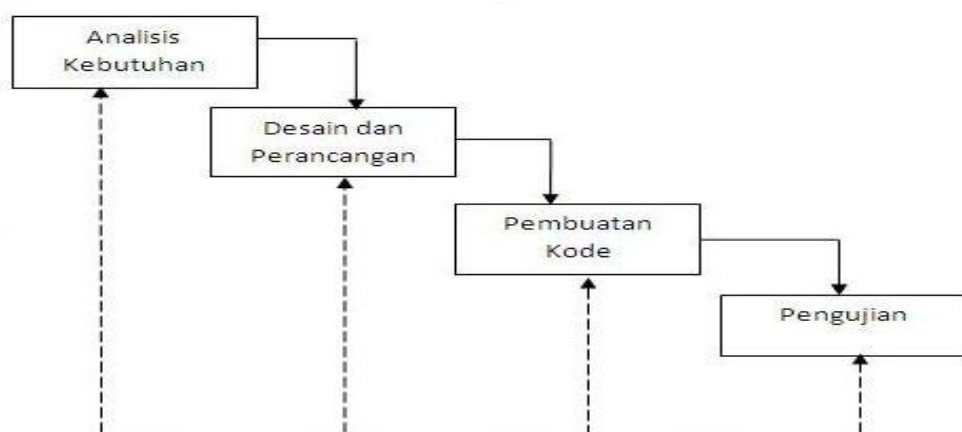 Analisis
Kebutuhan
Desain dan
Perancangan
Pembuatan
Kode
Pengujian